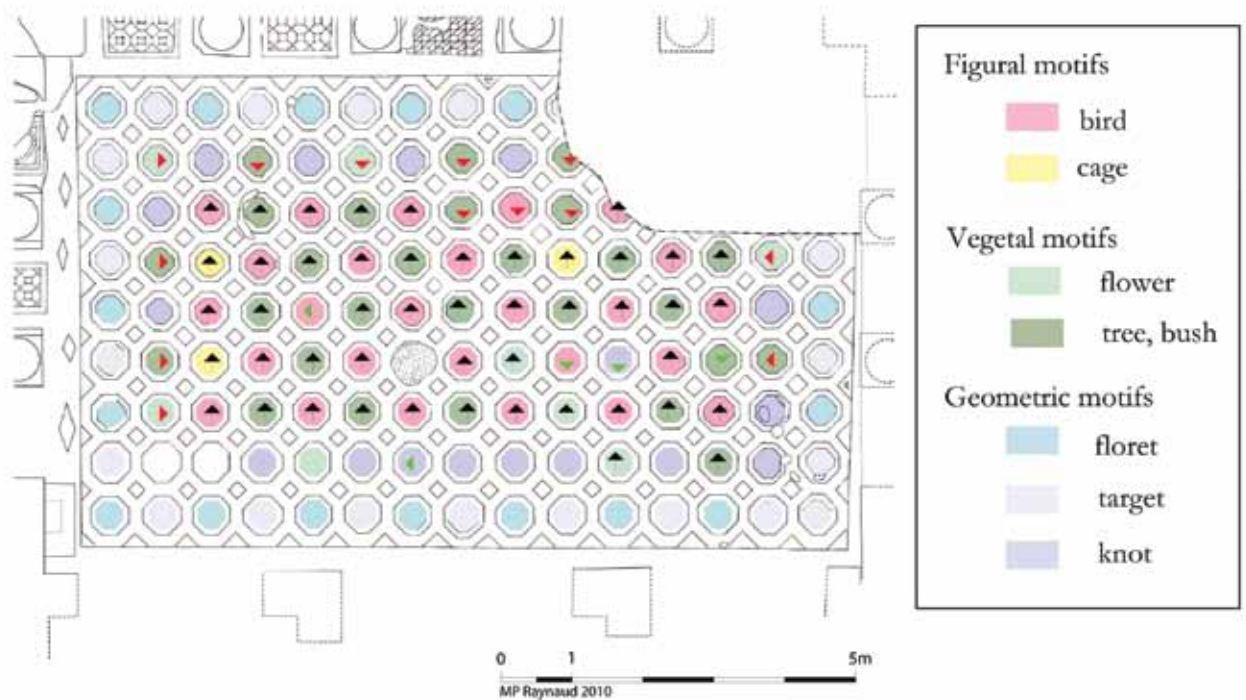 Figural motifs
bird
cage
Vegetal motifs
flower
tree, bush
Geometric motifs
floret
target
knot
0 1 5m
MP Raynaud 2010